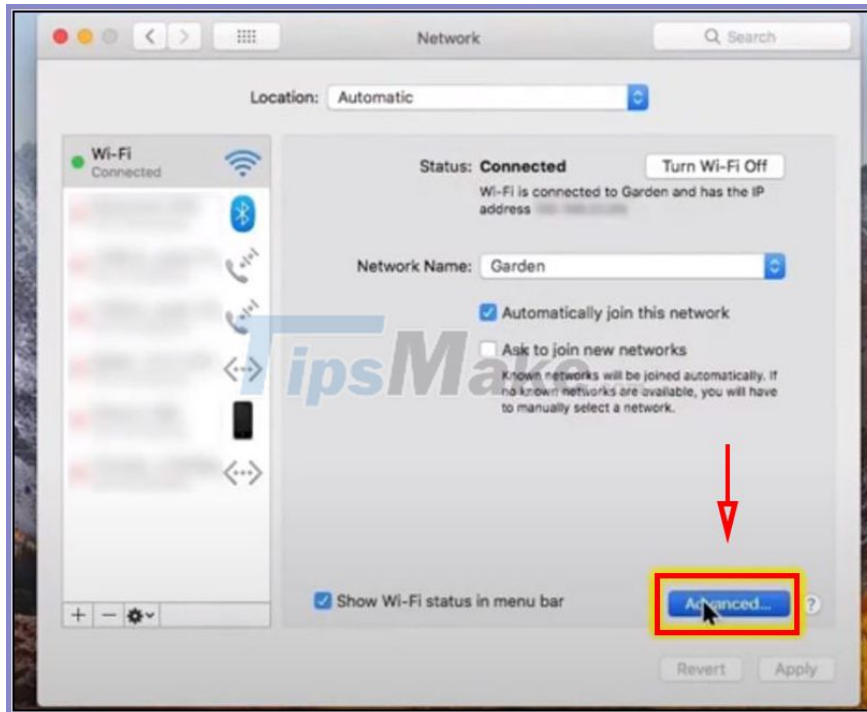 Network
Search
Location: Automatic
Wi-Fi
Connected
Status: Connected
Turn Wi-Fi Off
Wi-Fi is connected to Garden and has the IP
address
Network Name: Garden
Automatically join this network
Ask to join new networks
Known networks will be joined automatically. If
no known networks are available, you will have
to manually select a network.
TipsMake
.com
Show Wi-Fi status in menu bar
Advanced...
?
+ −
Revert
Apply